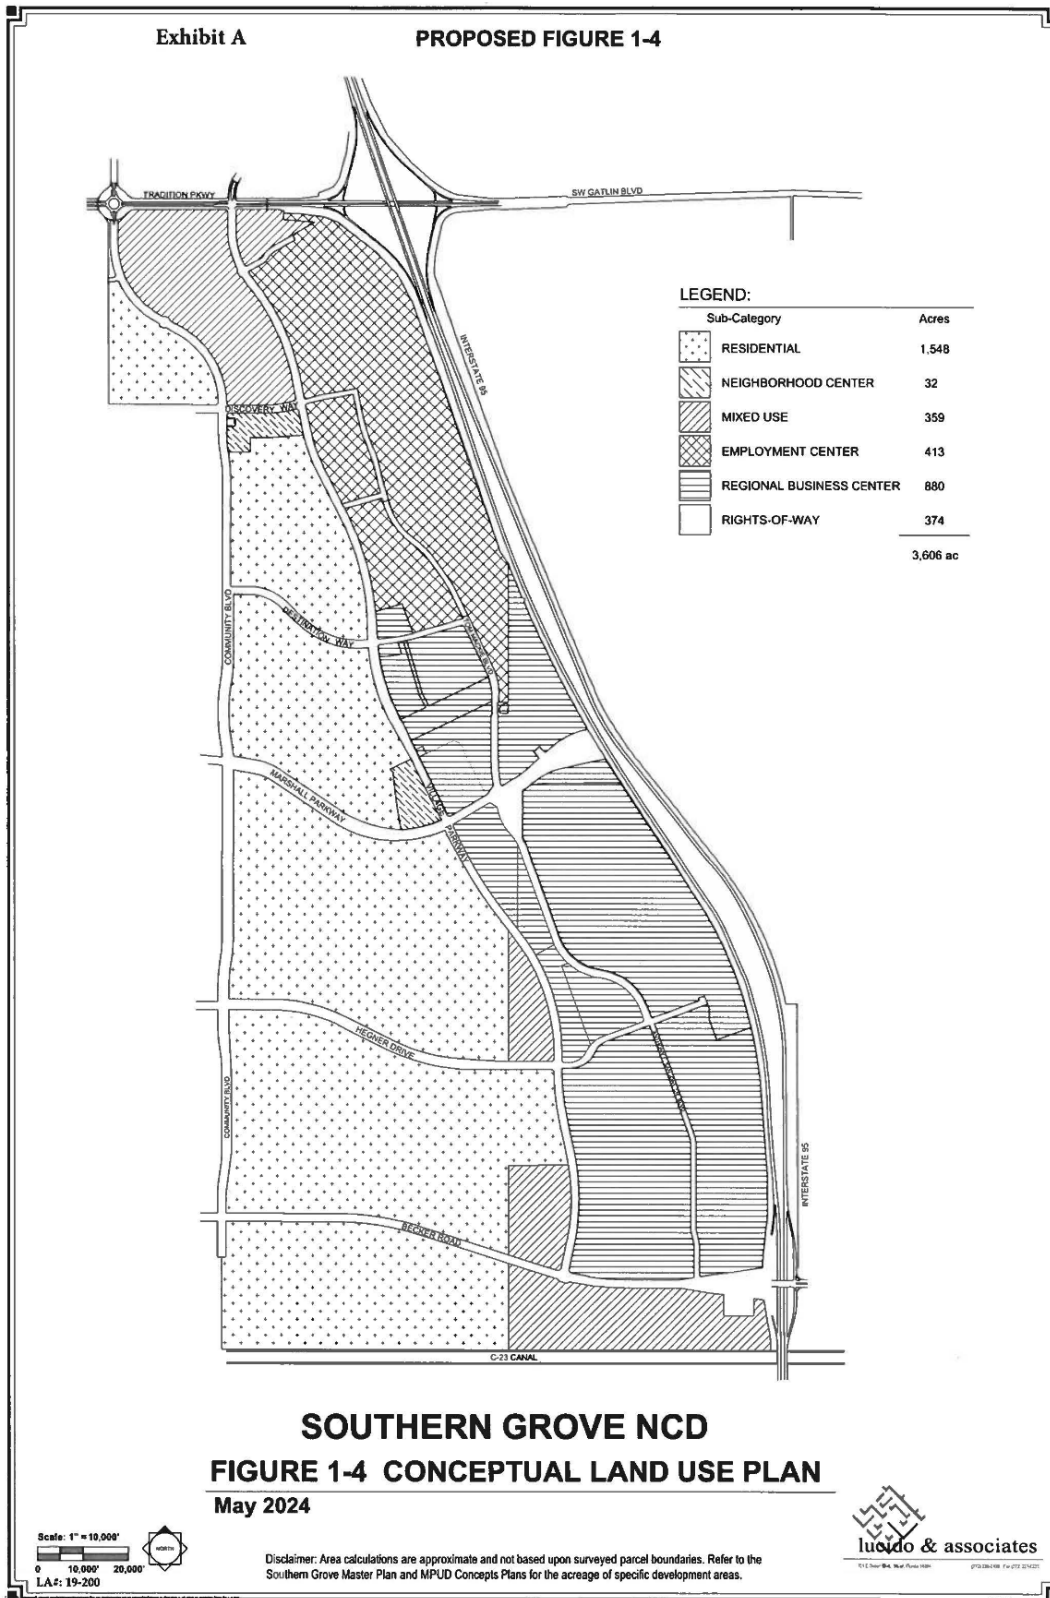 Exhibit A
PROPOSED FIGURE 1-4
TRADITION PKWY
SW GATLIN BLVD
INTERSTATE 95
LEGEND:
Sub-Category Acres
RESIDENTIAL 1,548
NEIGHBORHOOD CENTER 32
MIXED USE 359
EMPLOYMENT CENTER 413
REGIONAL BUSINESS CENTER 880
RIGHTS-OF-WAY 374
3,606 ac
DISCOVERY WAY
COMMUNITY BLVD
DESTINATION WAY
TOM MACKIE BLVD
MARSHALL PARKWAY
VILLAGE PARKWAY
HEGNER DRIVE
COMMUNITY BLVD
INTERSTATE 95
BECKER ROAD
C-23 CANAL
SOUTHERN GROVE NCD
FIGURE 1-4 CONCEPTUAL LAND USE PLAN
May 2024
Scale: 1" = 10,000'
0 10,000' 20,000'
LA#: 19-200
NORTH
Disclaimer: Area calculations are approximate and not based upon surveyed parcel boundaries. Refer to the
Southern Grove Master Plan and MPUD Concepts Plans for the acreage of specific development areas.
lucido & associates